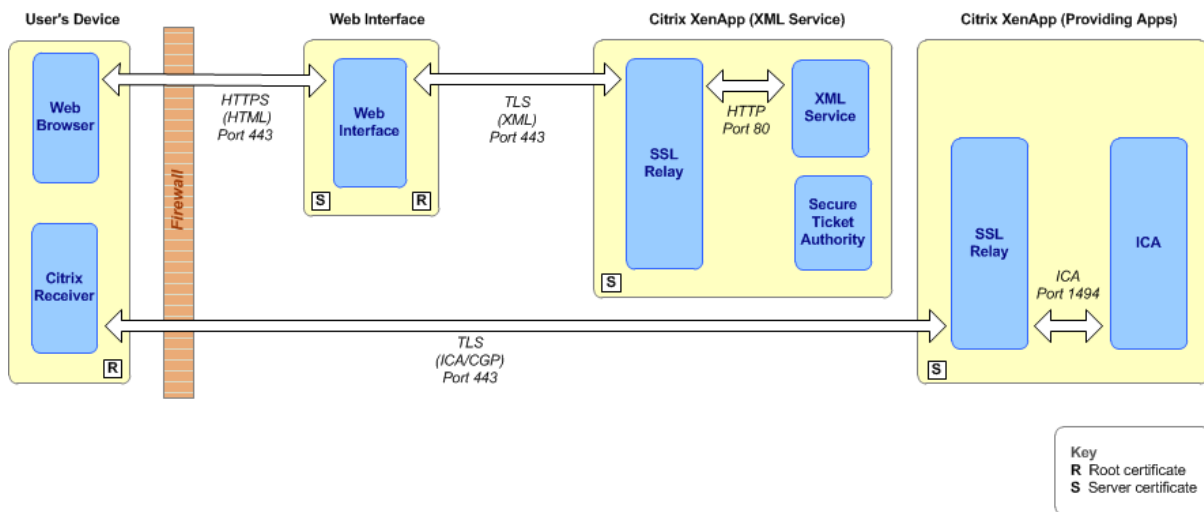 User's Device
Web Interface
Citrix XenApp (XML Service)
Citrix XenApp (Providing Apps)
Web
Browser
HTTPS
(HTML)
Port 443
Web
Interface
TLS
(XML)
Port 443
SSL
Relay
HTTP
Port 80
XML
Service
Firewall
S
R
Secure
Ticket
Authority
Citrix
Receiver
S
SSL
Relay
ICA
ICA
Port 1494
TLS
(ICA/CGP)
Port 443
R
S
Key
R Root certificate
S Server certificate